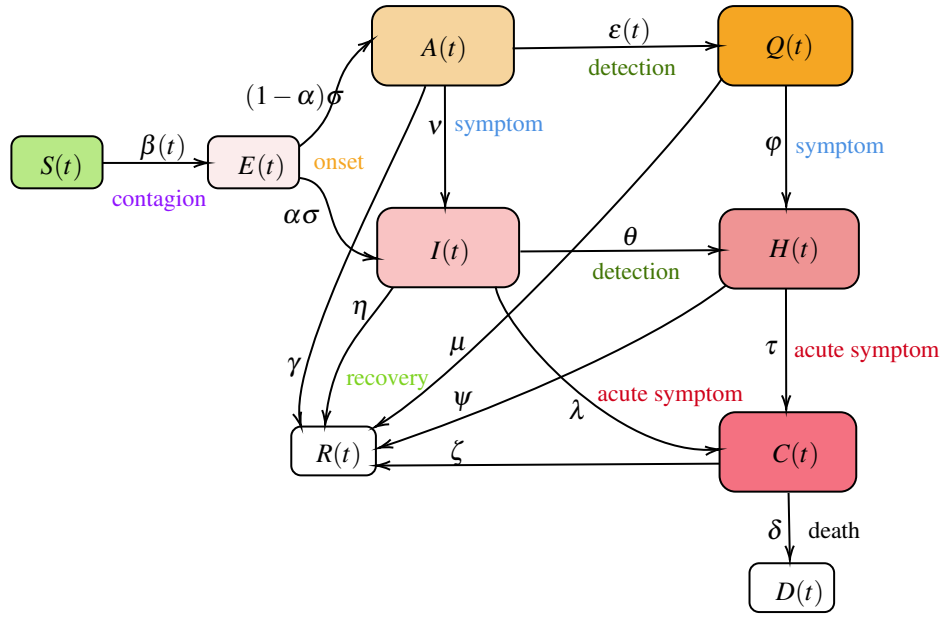 A(t)
ε(t)
Q(t)
detection
(1 − α)σ
ν
symptom
φ
symptom
S(t)
β(t)
E(t)
onset
contagion
ασ
I(t)
θ
H(t)
detection
η
μ
τ
acute symptom
γ
recovery
ψ
λ
acute symptom
R(t)
ζ
C(t)
δ
death
D(t)